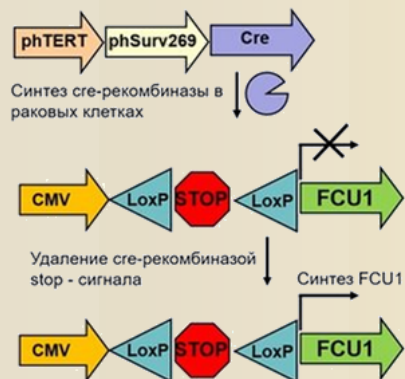 phTERT phSurv269 Cre
Синтез cre-рекомбиназы в
раковых клетках
CMV LoxP STOP LoxP FCU1
Удаление cre-рекомбиназой
stop - сигнала
Синтез FCU1
CMV LoxP STOP LoxP FCU1